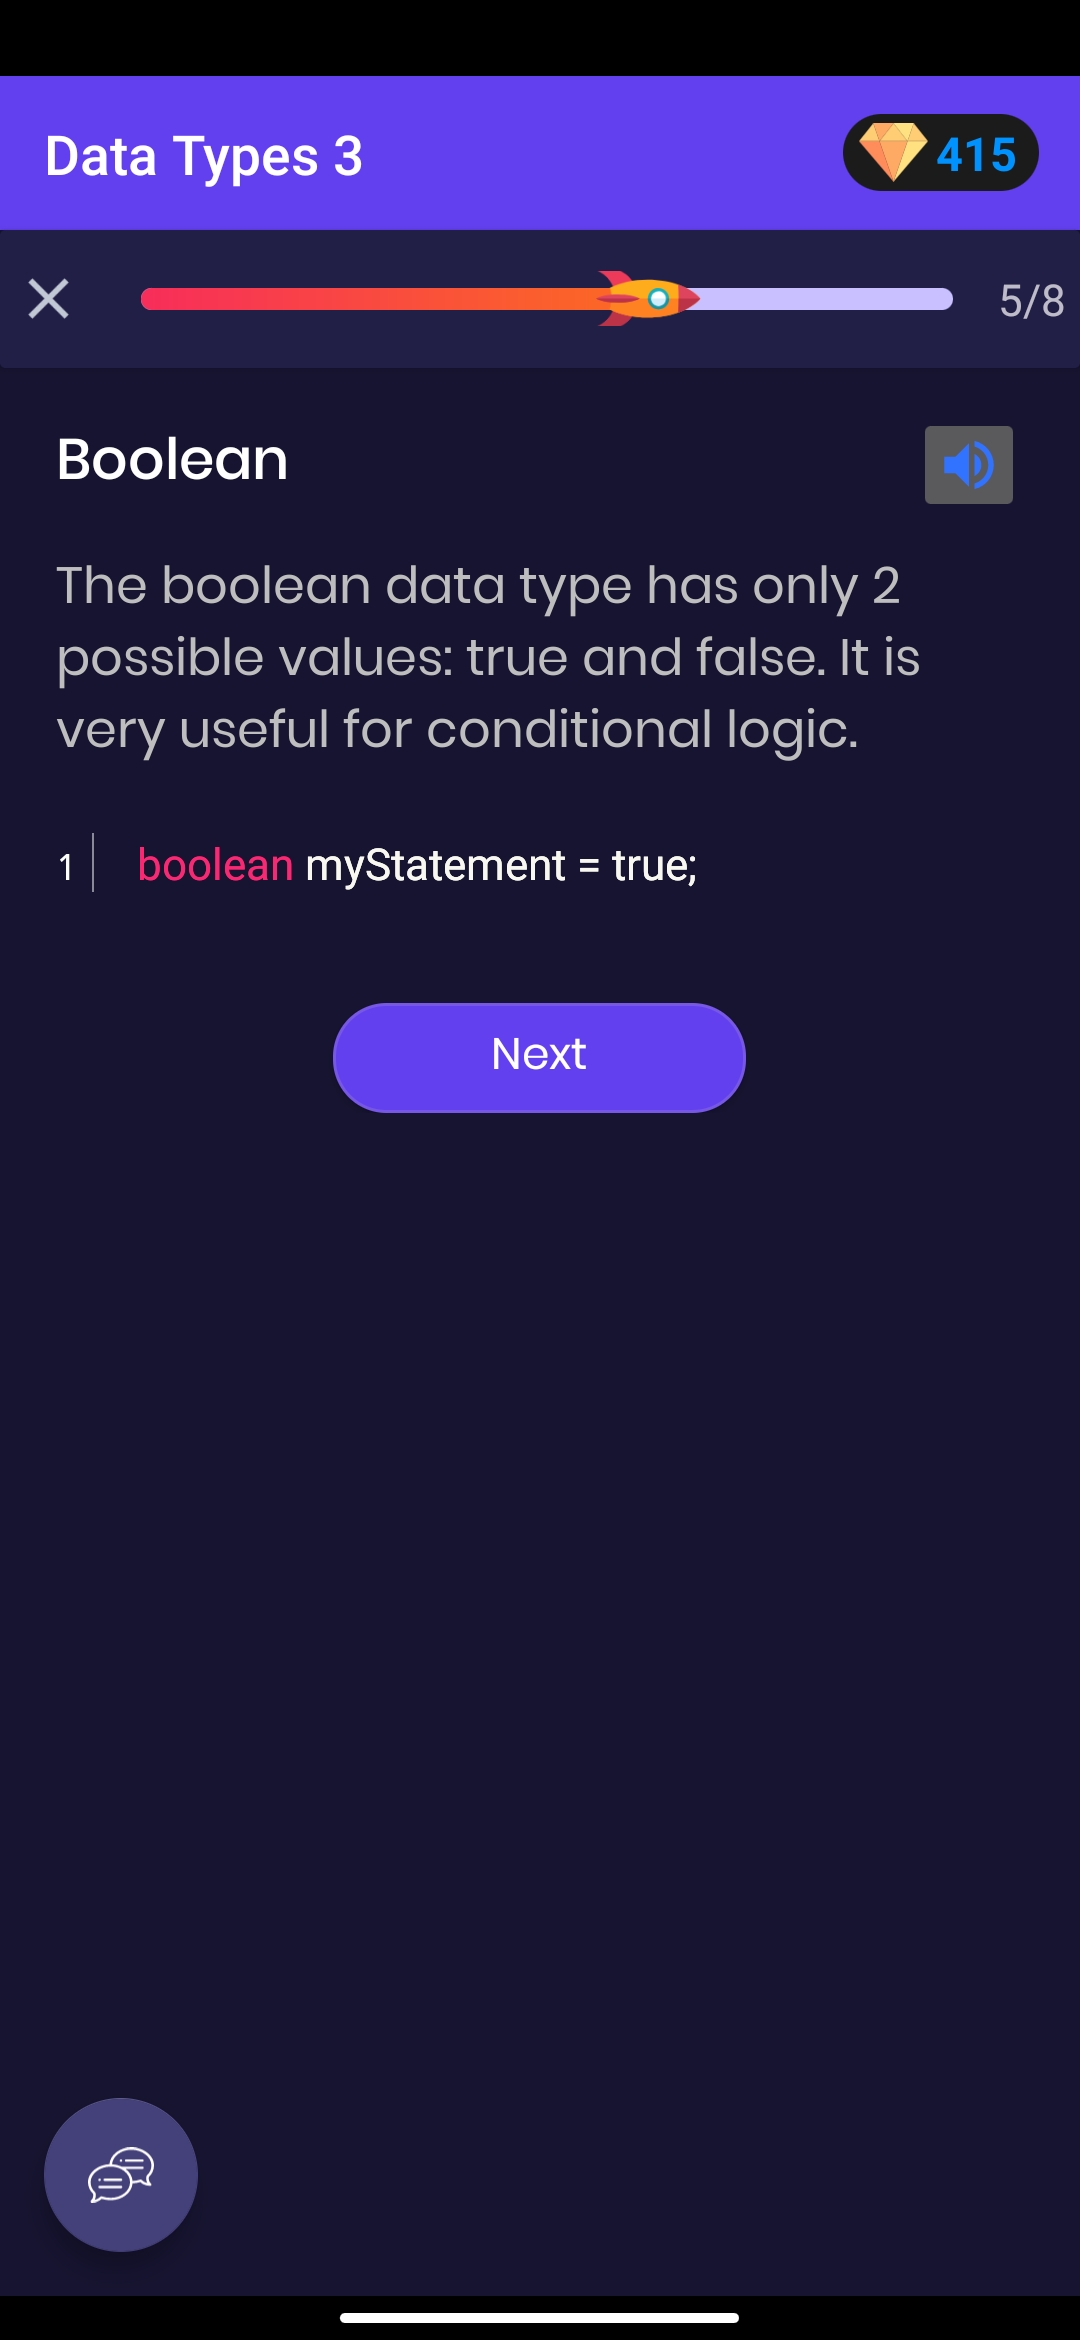 Data Types 3
415
5/8
Boolean
The boolean data type has only 2
possible values: true and false. It is
very useful for conditional logic.
1 boolean myStatement = true;
Next